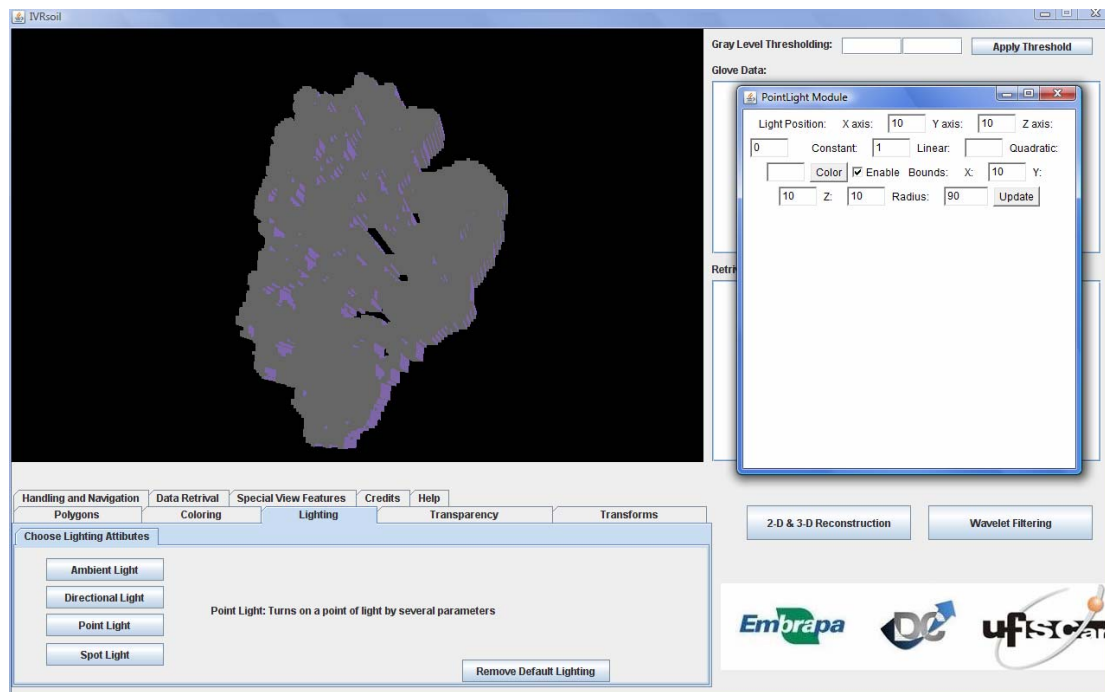 IVRsoil
Gray Level Thresholding: Apply Threshold
Glove Data:
PointLight Module
Light Position: X axis: 10 Y axis: 10 Z axis:
0 Constant: 1 Linear: Quadratic:
Color Enable Bounds: X: 10 Y:
10 Z: 10 Radius: 90 Update
Retri
Handling and Navigation Data Retrival Special View Features Credits Help
Polygons Coloring Lighting Transparency Transforms
Choose Lighting Attibutes
Ambient Light
Directional Light
Point Light
Spot Light
Point Light: Turns on a point of light by several parameters
Remove Default Lighting
2-D & 3-D Reconstruction Wavelet Filtering
Embrapa DC ufscar